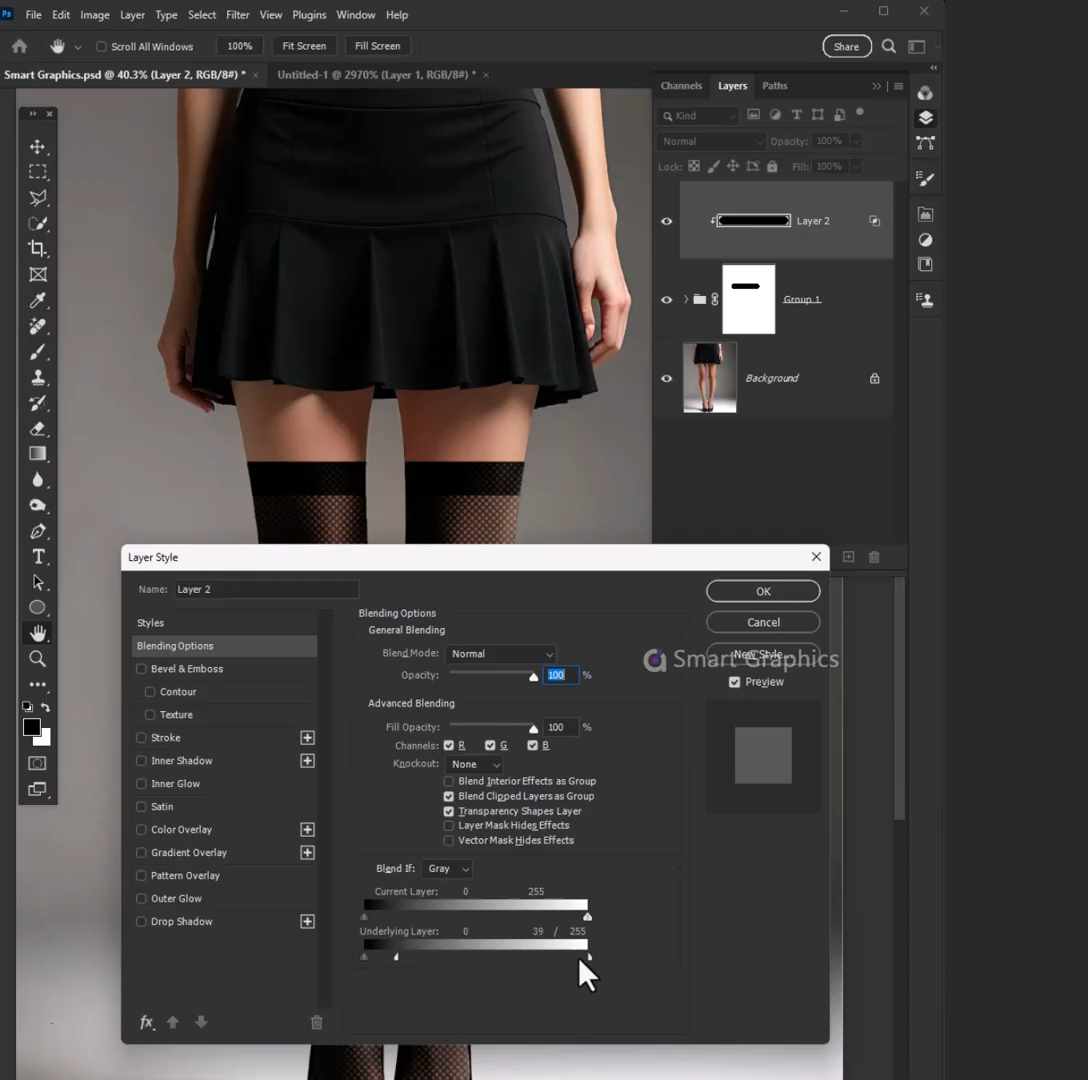 Ps File Edit Image Layer Type Select Filter View Plugins Window Help
Scroll All Windows 100% Fit Screen Fill Screen Share
Smart Graphics.psd @ 40.3% (Layer 2, RGB/8#) * × Untitled-1 @ 2970% (Layer 1, RGB/8#) * ×
Channels Layers Paths
Kind
Normal Opacity: 100%
Lock: Fill: 100%
Layer 2
Group 1
Background
Layer Style
Name: Layer 2
Styles
Blending Options
Bevel & Emboss
Contour
Texture
Stroke
Inner Shadow
Inner Glow
Satin
Color Overlay
Gradient Overlay
Pattern Overlay
Outer Glow
Drop Shadow
fx
Blending Options
General Blending
Blend Mode: Normal
Opacity: 100 %
Advanced Blending
Fill Opacity: 100 %
Channels: R G B
Knockout: None
Blend Interior Effects as Group
Blend Clipped Layers as Group
Transparency Shapes Layer
Layer Mask Hides Effects
Vector Mask Hides Effects
Blend If: Gray
Current Layer: 0 255
Underlying Layer: 0 39 / 255
OK
Cancel
New Style...
Smart Graphics
Preview